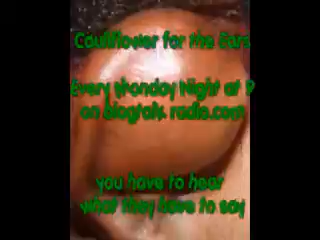 Cauliflower for the Ears
Every Monday Night at 9
on blogtalk radio.com
you have to hear
what they have to say